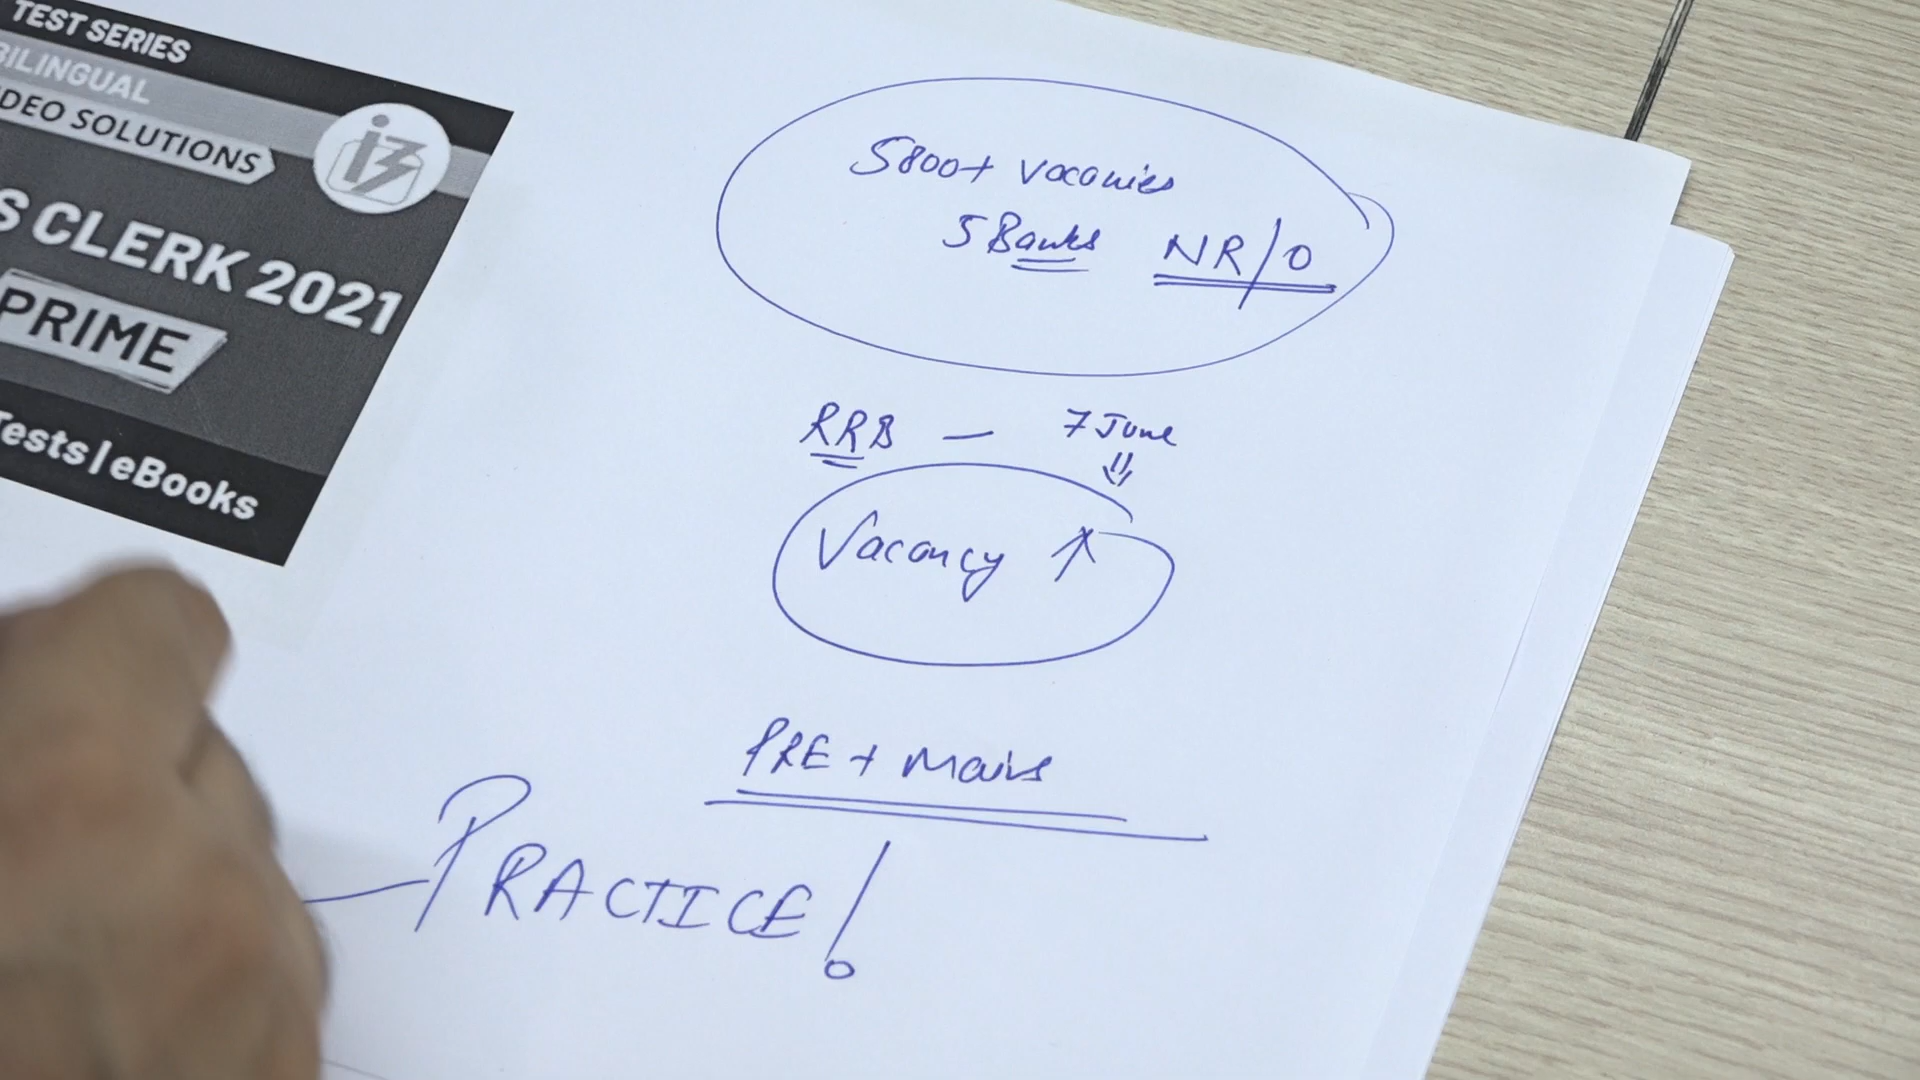 TEST SERIES
BILINGUAL
DEO SOLUTIONS
S CLERK 2021
PRIME
Tests | eBooks
5800+ Vacanies
5 Banks NR/0
RRB — 7 June
⇓
Vacancy ↑
PRE + Mains
PRACTICE!